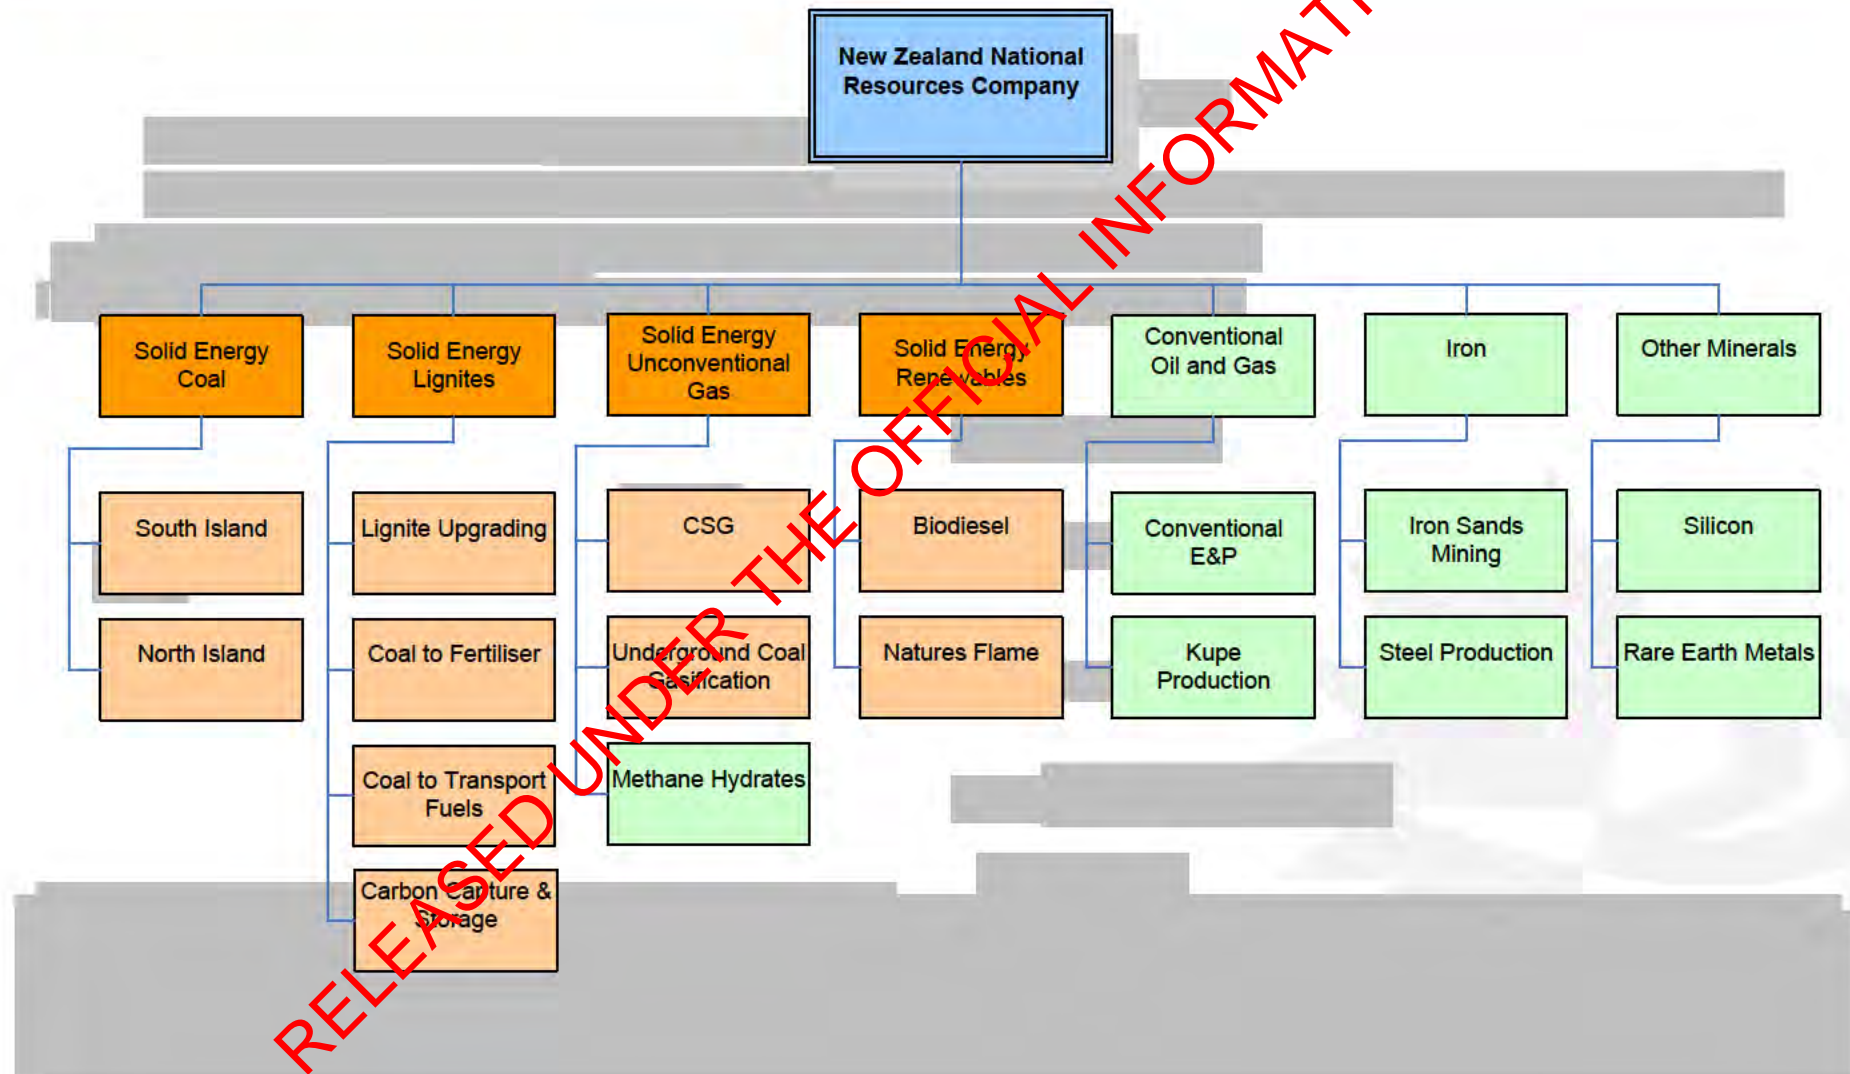 New Zealand National
Resources Company
Solid Energy
Coal
Solid Energy
Lignites
Solid Energy
Unconventional
Gas
Solid Energy
Renewables
Conventional
Oil and Gas
Iron
Other Minerals
South Island
Lignite Upgrading
CSG
Biodiesel
Conventional
E&P
Iron Sands
Mining
Silicon
North Island
Coal to Fertiliser
Underground Coal
Gasification
Natures Flame
Kupe
Production
Steel Production
Rare Earth Metals
Coal to Transport
Fuels
Methane Hydrates
Carbon Capture &
Storage
RELEASED UNDER THE OFFICIAL INFORMATI